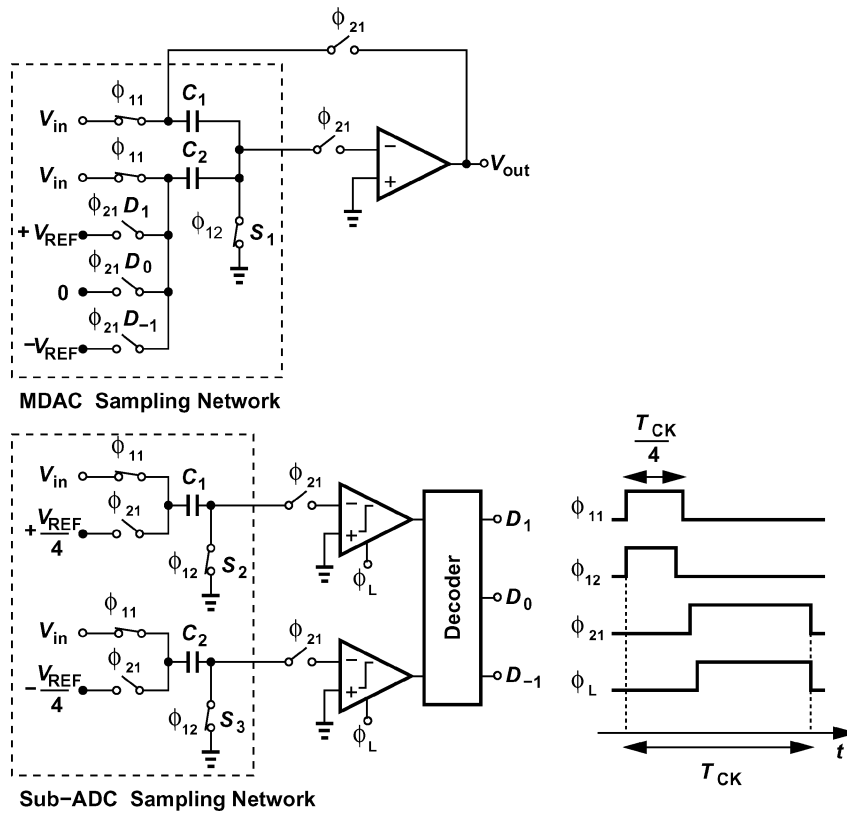 ϕ21
ϕ11
C1
Vin
ϕ11
C2
ϕ21
Vin
Vout
ϕ21 D1
ϕ12
S1
+VREF
ϕ21 D0
0
ϕ21 D−1
−VREF
MDAC Sampling Network
ϕ11
Vin
C1
ϕ21
ϕ21
+VREF/4
ϕ12
S2
ϕL
D1
ϕ11
Vin
C2
ϕ21
ϕ21
−VREF/4
ϕ12
S3
ϕL
Decoder
D0
D−1
Sub−ADC Sampling Network
TCK/4
ϕ11
ϕ12
ϕ21
ϕL
t
TCK